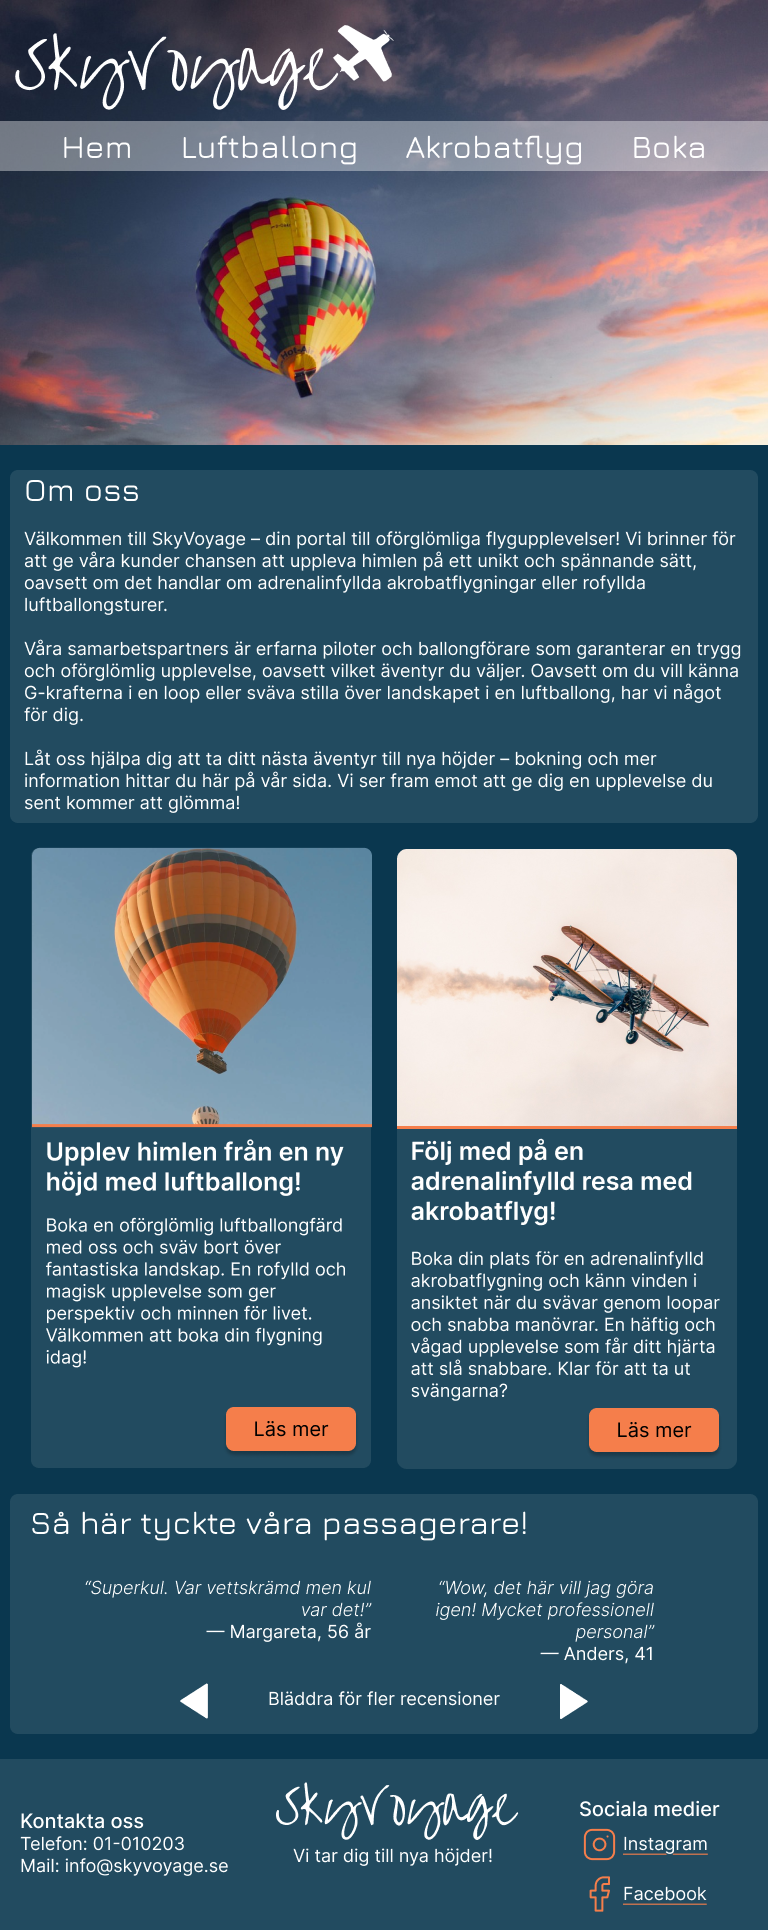 SkyVoyage
Hem Luftballong Akrobatflyg Boka
Om oss
Välkommen till SkyVoyage – din portal till oförglömliga flygupplevelser! Vi brinner för
att ge våra kunder chansen att uppleva himlen på ett unikt och spännande sätt,
oavsett om det handlar om adrenalinfyllda akrobatflygningar eller rofyllda
luftballongsturer.
Våra samarbetspartners är erfarna piloter och ballongförare som garanterar en trygg
och oförglömlig upplevelse, oavsett vilket äventyr du väljer. Oavsett om du vill känna
G-krafterna i en loop eller sväva stilla över landskapet i en luftballong, har vi något
för dig.
Låt oss hjälpa dig att ta ditt nästa äventyr till nya höjder – bokning och mer
information hittar du här på vår sida. Vi ser fram emot att ge dig en upplevelse du
sent kommer att glömma!
Upplev himlen från en ny
höjd med luftballong!
Boka en oförglömlig luftballongfärd
med oss och sväv bort över
fantastiska landskap. En rofylld och
magisk upplevelse som ger
perspektiv och minnen för livet.
Välkommen att boka din flygning
idag!
Läs mer
Följ med på en
adrenalinfylld resa med
akrobatflyg!
Boka din plats för en adrenalinfylld
akrobatflygning och känn vinden i
ansiktet när du svävar genom loopar
och snabba manövrar. En häftig och
vågad upplevelse som får ditt hjärta
att slå snabbare. Klar för att ta ut
svängarna?
Läs mer
Så här tyckte våra passagerare!
“Superkul. Var vettskrämd men kul
var det!”
— Margareta, 56 år
“Wow, det här vill jag göra
igen! Mycket professionell
personal”
— Anders, 41
Bläddra för fler recensioner
Kontakta oss
Telefon: 01-010203
Mail: info@skyvoyage.se
SkyVoyage
Vi tar dig till nya höjder!
Sociala medier
Instagram
Facebook